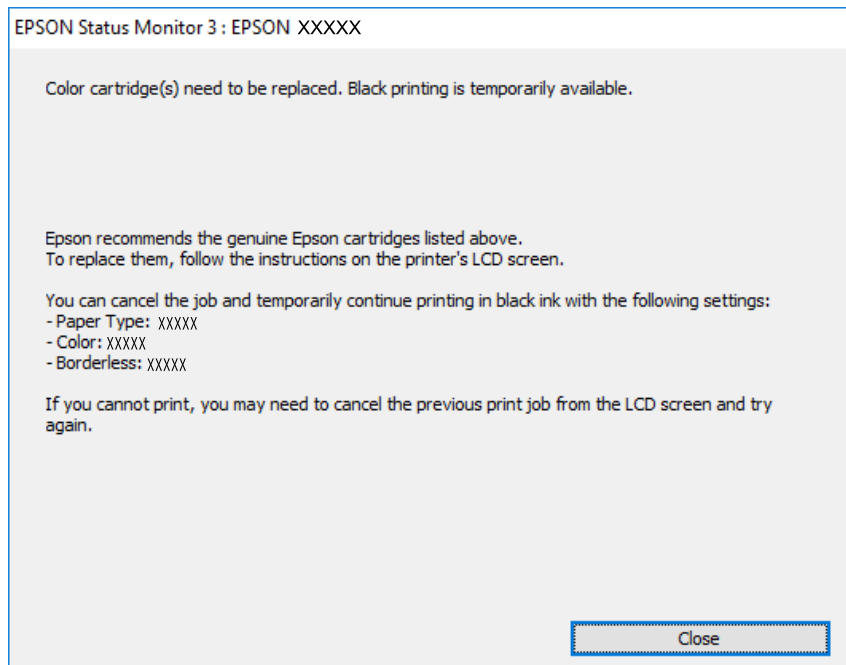 EPSON Status Monitor 3 : EPSON XXXXX
Color cartridge(s) need to be replaced. Black printing is temporarily available.
Epson recommends the genuine Epson cartridges listed above.
To replace them, follow the instructions on the printer's LCD screen.
You can cancel the job and temporarily continue printing in black ink with the following settings:
- Paper Type: XXXXX
- Color: XXXXX
- Borderless: XXXXX
If you cannot print, you may need to cancel the previous print job from the LCD screen and try
again.
Close